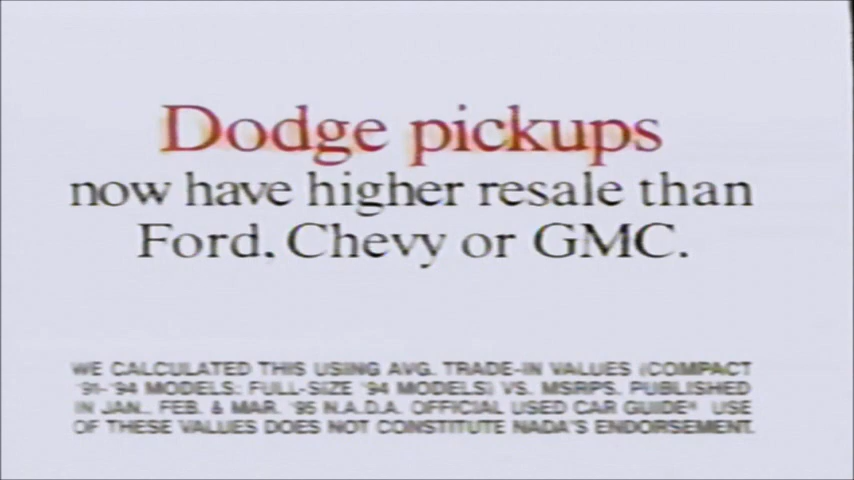 Dodge pickups
now have higher resale than
Ford, Chevy or GMC.
WE CALCULATED THIS USING AVG. TRADE-IN VALUES (COMPACT
'91-'94 MODELS; FULL-SIZE '94 MODELS) VS. MSRPS, PUBLISHED
IN JAN., FEB. & MAR. '95 N.A.D.A. OFFICIAL USED CAR GUIDE® USE
OF THESE VALUES DOES NOT CONSTITUTE NADA'S ENDORSEMENT.